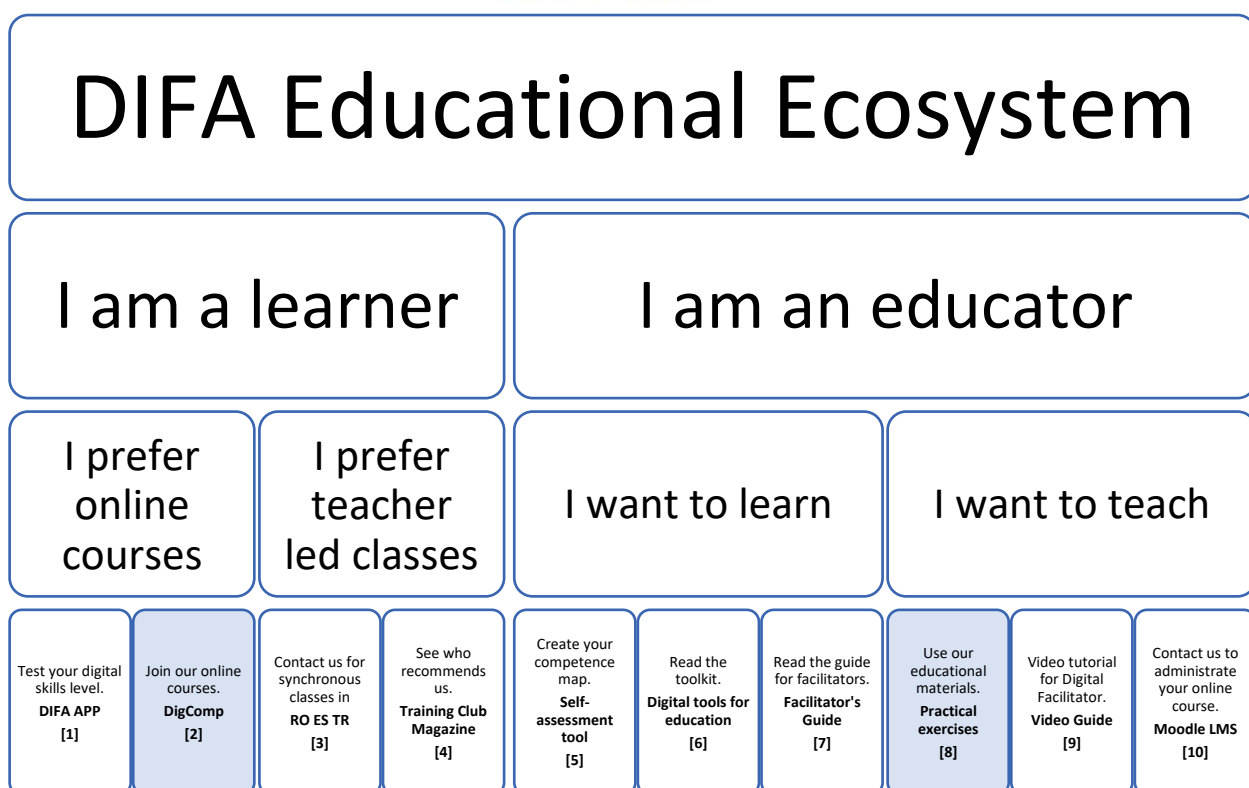 DIFA Educational Ecosystem
I am a learner
I am an educator
I prefer
online
courses
I prefer
teacher
led classes
I want to learn
I want to teach
Test your digital
skills level.
DIFA APP
[1]
Join our online
courses.
DigComp
[2]
Contact us for
synchronous
classes in
RO ES TR
[3]
See who
recommends
us.
Training Club
Magazine
[4]
Create your
competence
map.
Self-
assessment
tool
[5]
Read the
toolkit.
Digital tools for
education
[6]
Read the guide
for facilitators.
Facilitator's
Guide
[7]
Use our
educational
materials.
Practical
exercises
[8]
Video tutorial
for Digital
Facilitator.
Video Guide
[9]
Contact us to
administrate
your online
course.
Moodle LMS
[10]